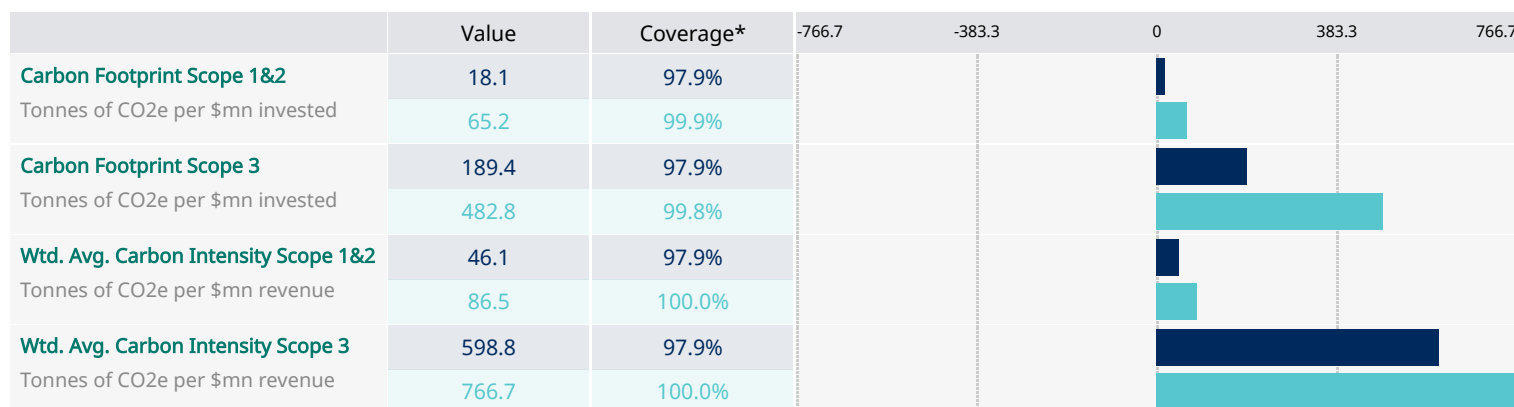 Value Coverage* -766.7 -383.3 0 383.3 766.7
Carbon Footprint Scope 1&2 18.1 97.9%
Tonnes of CO2e per $mn invested 65.2 99.9%
Carbon Footprint Scope 3 189.4 97.9%
Tonnes of CO2e per $mn invested 482.8 99.8%
Wtd. Avg. Carbon Intensity Scope 1&2 46.1 97.9%
Tonnes of CO2e per $mn revenue 86.5 100.0%
Wtd. Avg. Carbon Intensity Scope 3 598.8 97.9%
Tonnes of CO2e per $mn revenue 766.7 100.0%